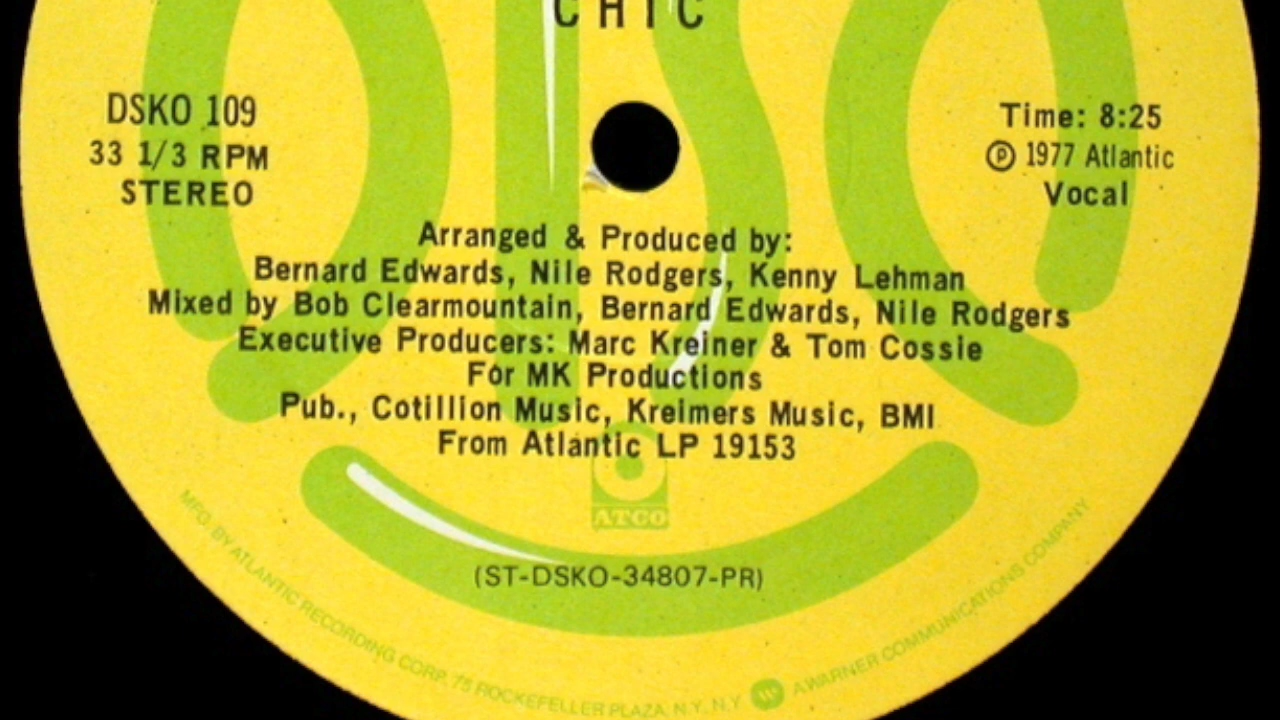 CHIC
DSKO 109
33 1/3 RPM
STEREO
Time: 8:25
℗ 1977 Atlantic
Vocal
Arranged & Produced by:
Bernard Edwards, Nile Rodgers, Kenny Lehman
Mixed by Bob Clearmountain, Bernard Edwards, Nile Rodgers
Executive Producers: Marc Kreiner & Tom Cossie
For MK Productions
Pub., Cotillion Music, Kreimers Music, BMI
From Atlantic LP 19153
ATCO
(ST-DSKO-34807-PR)
MFG. BY ATLANTIC RECORDING CORP. 75 ROCKEFELLER PLAZA, N.Y. N.Y. A WARNER COMMUNICATIONS COMPANY